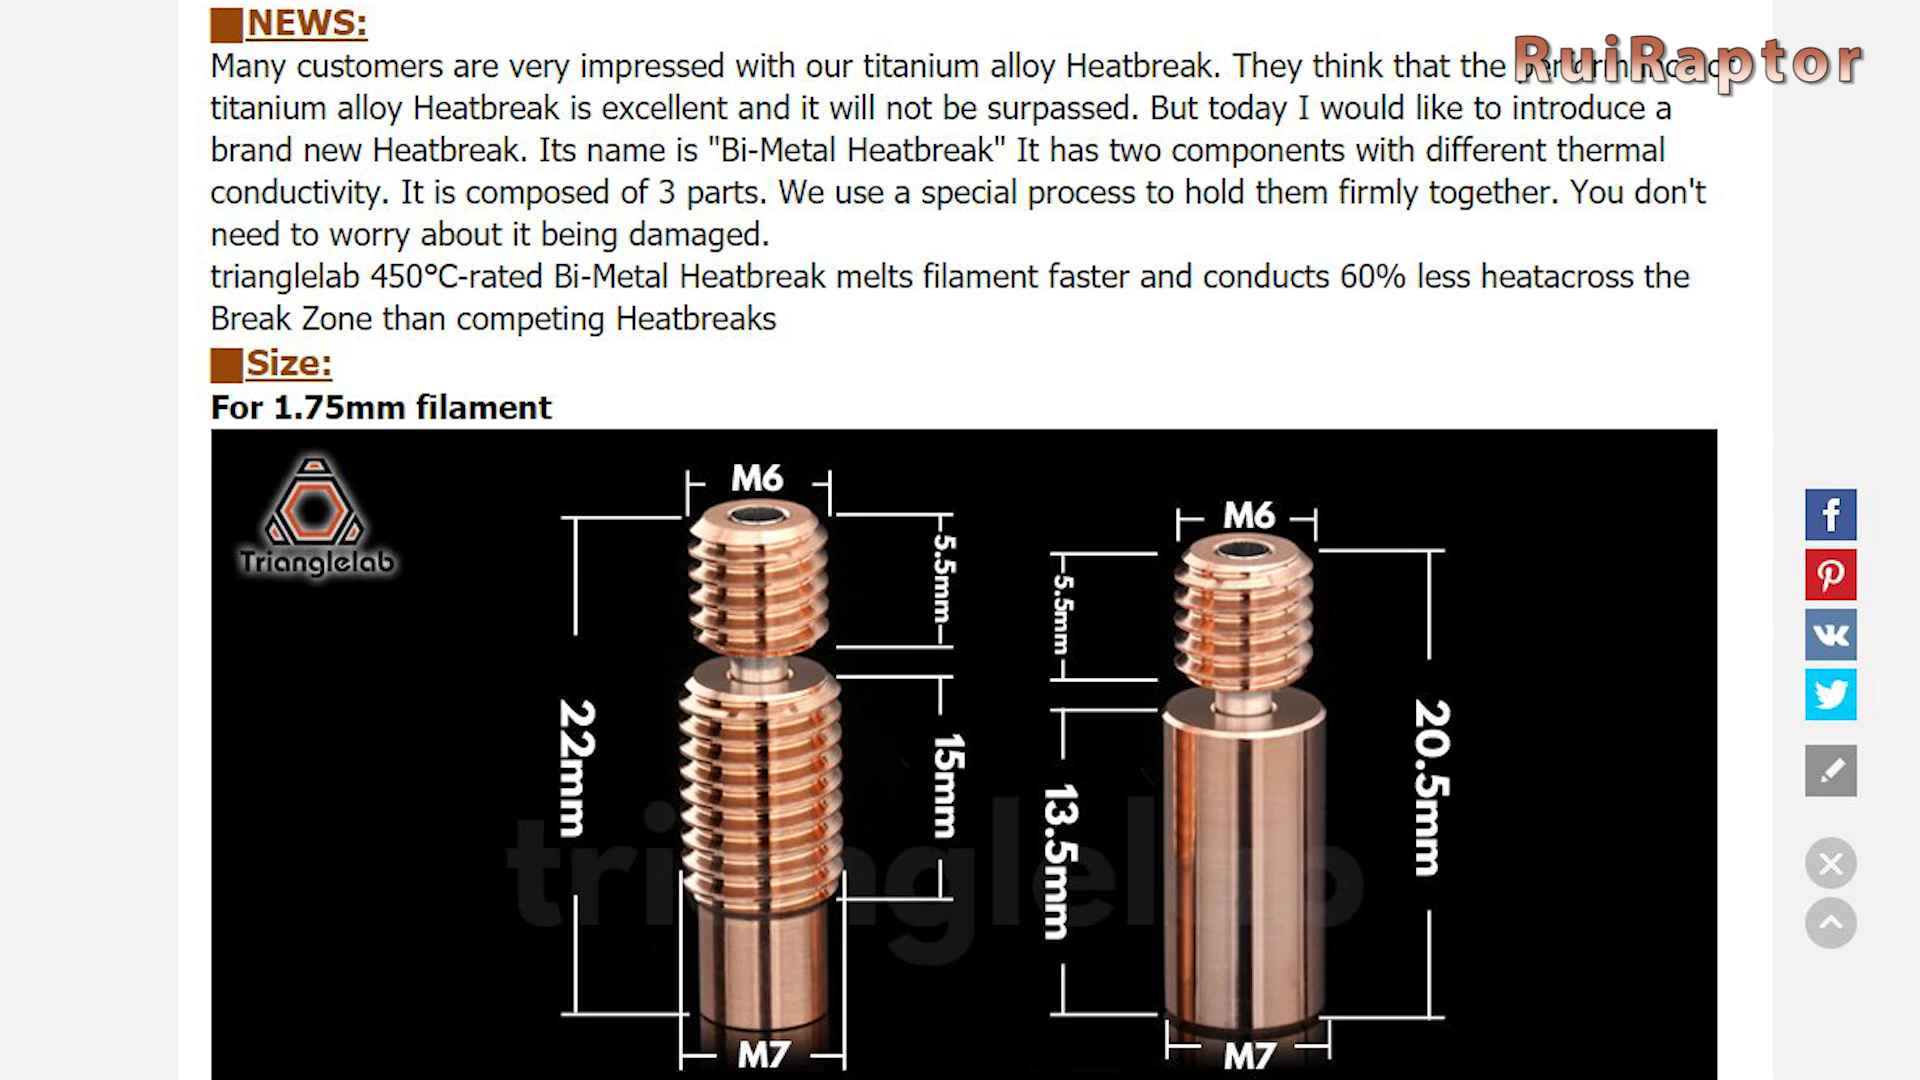 NEWS:
RuiRaptor
Many customers are very impressed with our titanium alloy Heatbreak. They think that the
titanium alloy Heatbreak is excellent and it will not be surpassed. But today I would like to introduce a
brand new Heatbreak. Its name is "Bi-Metal Heatbreak" It has two components with different thermal
conductivity. It is composed of 3 parts. We use a special process to hold them firmly together. You don't
need to worry about it being damaged.
trianglelab 450°C-rated Bi-Metal Heatbreak melts filament faster and conducts 60% less heatacross the
Break Zone than competing Heatbreaks
Size:
For 1.75mm filament
Trianglelab
M6
5.5mm
22mm
15mm
M7
M6
5.5mm
20.5mm
13.5mm
M7
trianglelab